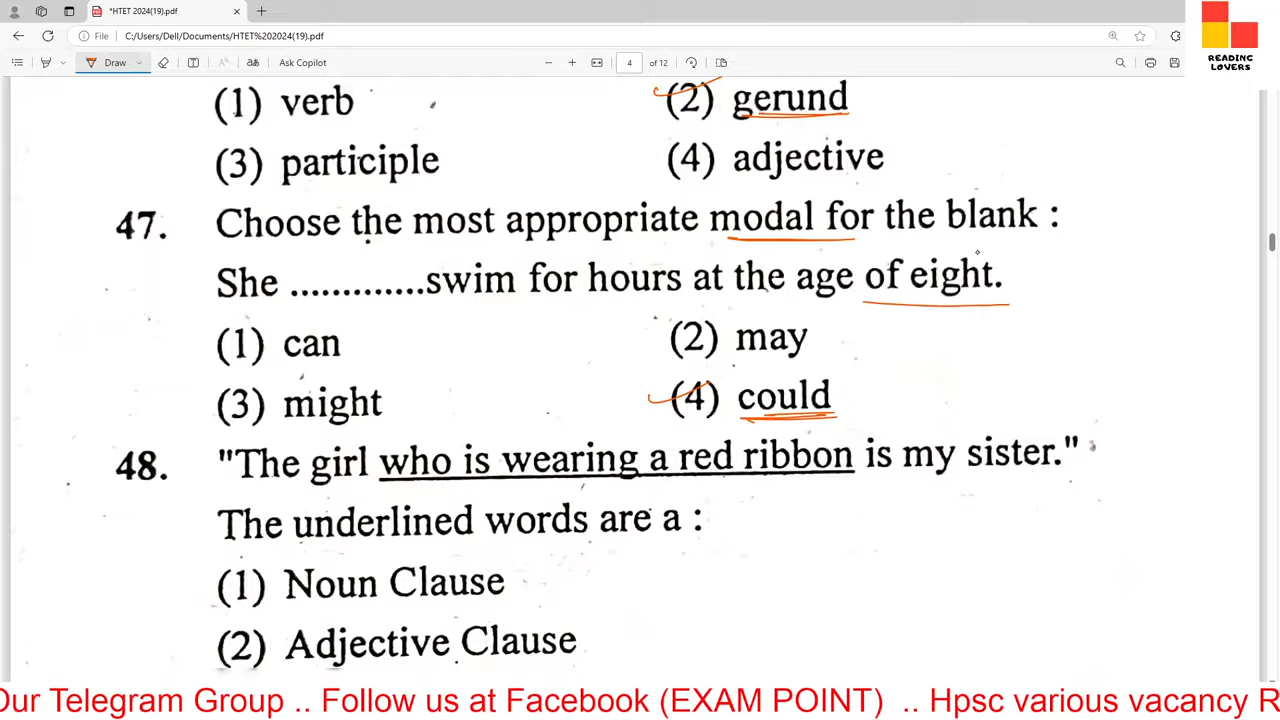 *HTET 2024(19).pdf
File
C:/Users/Dell/Documents/HTET%202024(19).pdf
Draw
Ask Copilot
4 of 12
READING
LOVERS
(1) verb
(2) gerund
(3) participle
(4) adjective
47. Choose the most appropriate modal for the blank :
She .............swim for hours at the age of eight.
(1) can
(2) may
(3) might
(4) could
48. "The girl who is wearing a red ribbon is my sister."
The underlined words are a :
(1) Noun Clause
(2) Adjective Clause
Our Telegram Group .. Follow us at Facebook (EXAM POINT) .. Hpsc various vacancy R